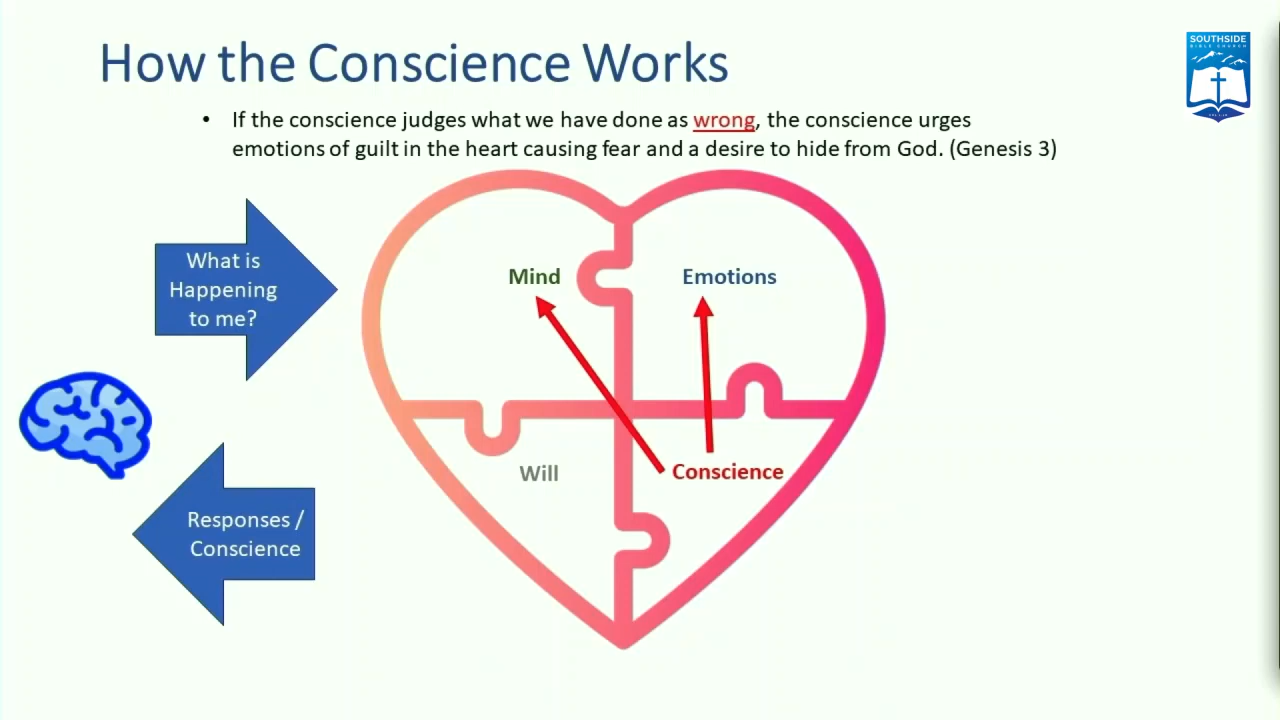 How the Conscience Works
SOUTHSIDE
BIBLE CHURCH
• If the conscience judges what we have done as wrong, the conscience urges
emotions of guilt in the heart causing fear and a desire to hide from God. (Genesis 3)
What is
Happening
to me?
Mind
Emotions
Will
Conscience
Responses /
Conscience